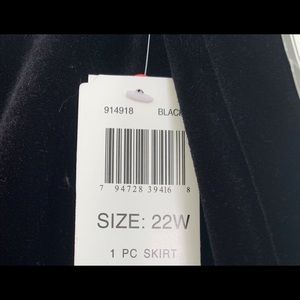 914918 BLACK
7 94728 39416 8
SIZE: 22W
1 PC SKIRT